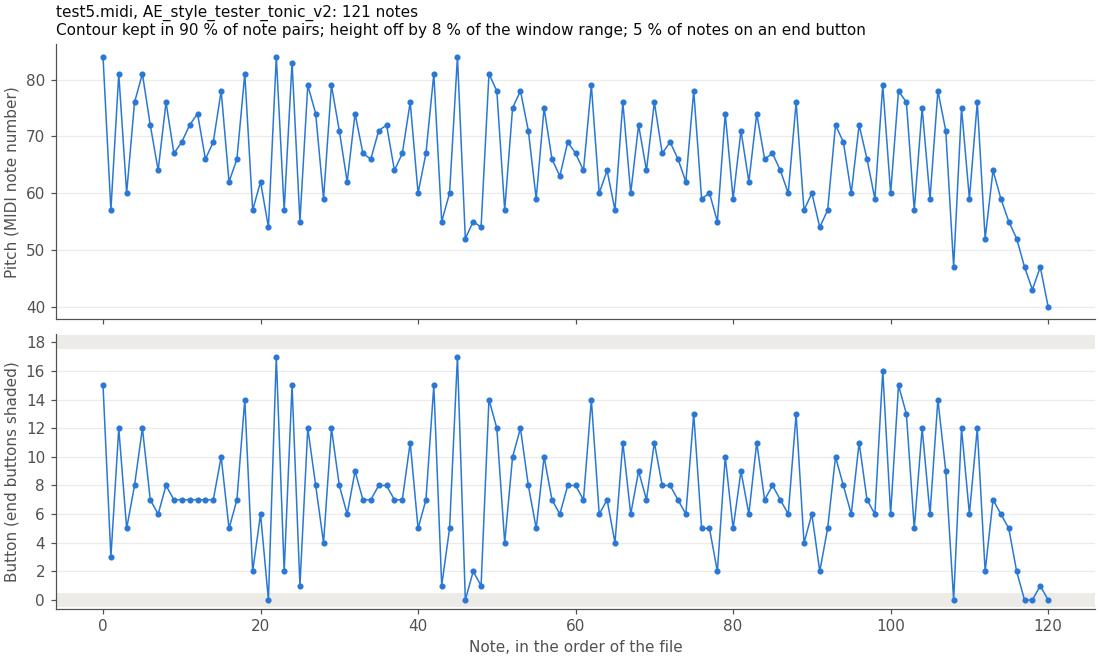 test5.midi, AE_style_tester_tonic_v2: 121 notes
Contour kept in 90 % of note pairs; height off by 8 % of the window range; 5 % of notes on an end button
Pitch (MIDI note number)
80
70
60
50
40
Button (end buttons shaded)
18
16
14
12
10
8
6
4
2
0
0 20 40 60 80 100 120
Note, in the order of the file